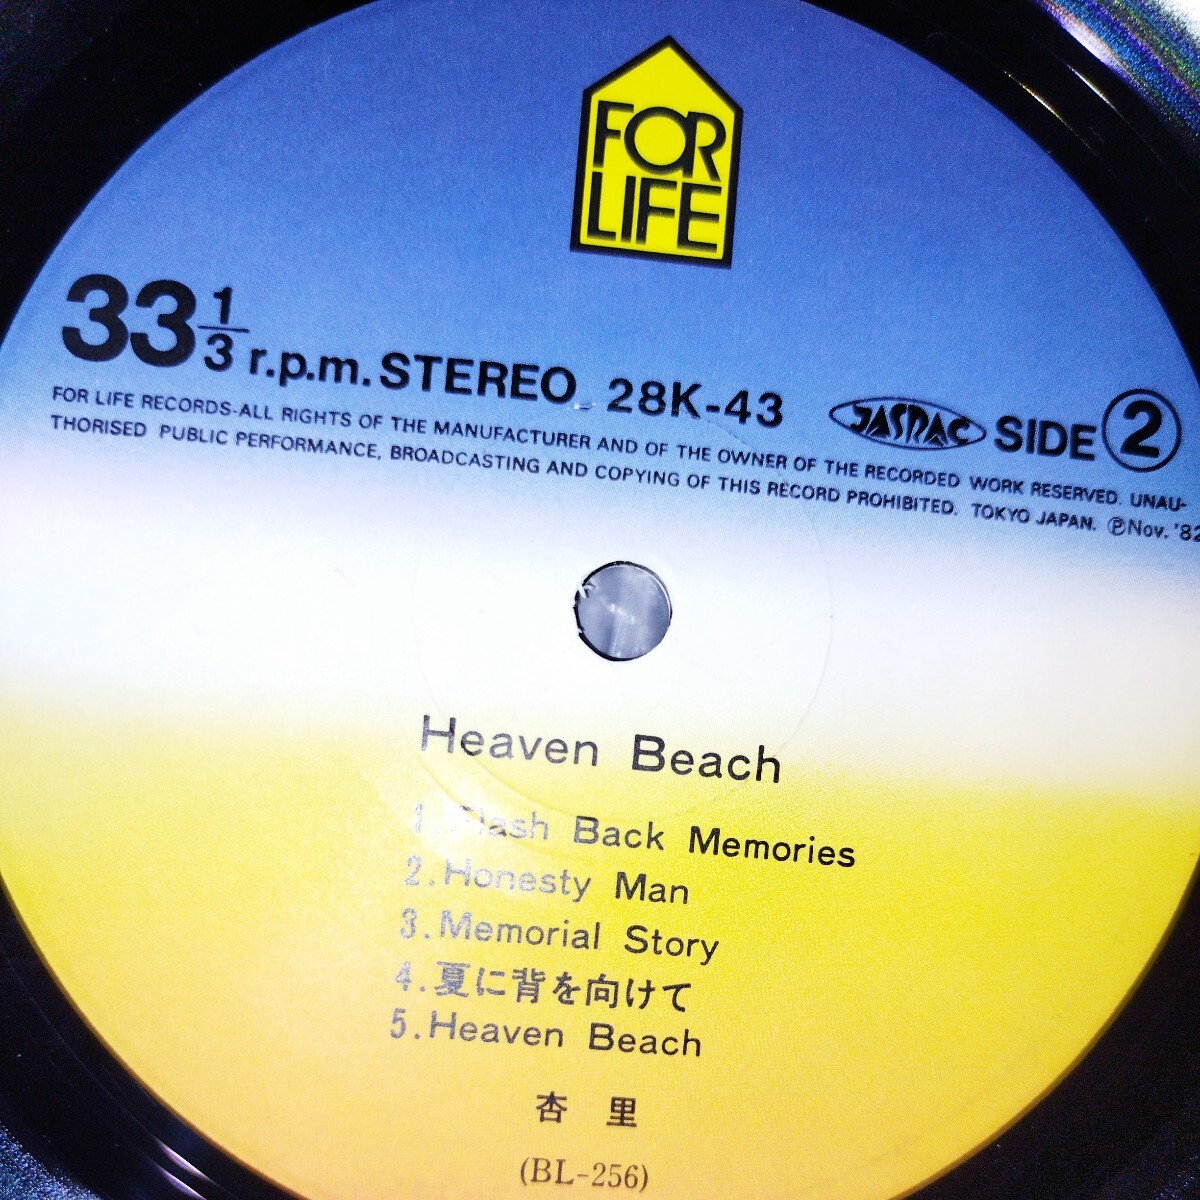 FOR
LIFE
33 1/3 r.p.m. STEREO 28K-43 JASRAC SIDE 2
FOR LIFE RECORDS-ALL RIGHTS OF THE MANUFACTURER AND OF THE OWNER OF THE RECORDED WORK RESERVED. UNAU-
THORISED PUBLIC PERFORMANCE, BROADCASTING AND COPYING OF THIS RECORD PROHIBITED. TOKYO JAPAN. ℗Nov. '82
Heaven Beach
1. Flash Back Memories
2. Honesty Man
3. Memorial Story
4. 夏に背を向けて
5. Heaven Beach
杏里
(BL-256)